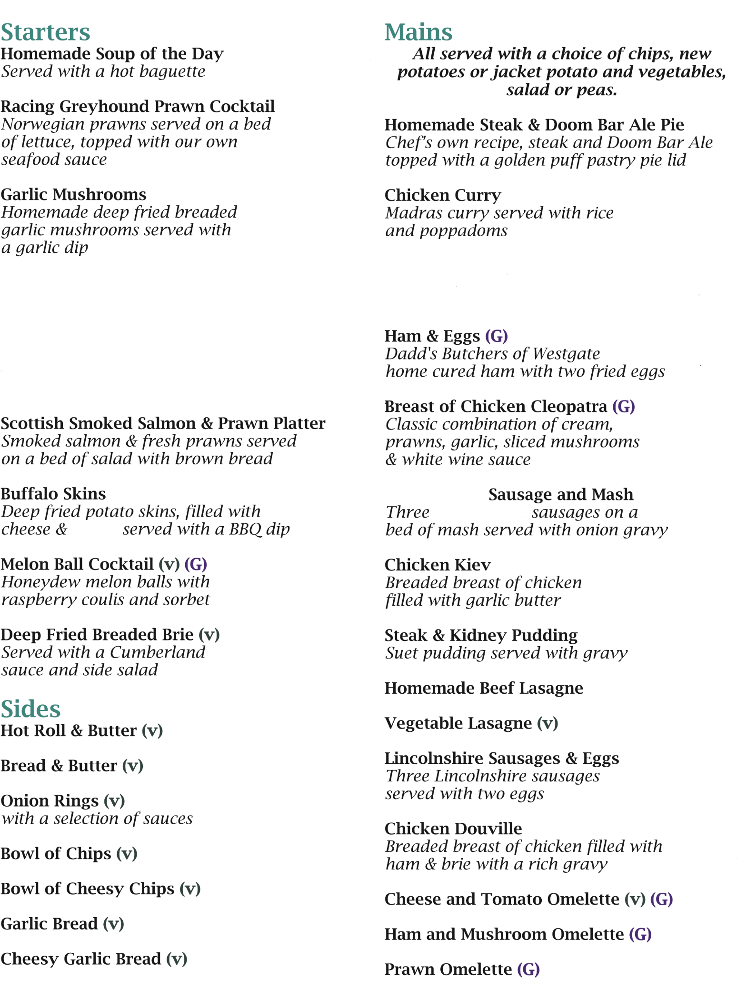 Starters
Homemade Soup of the Day
Served with a hot baguette
Racing Greyhound Prawn Cocktail
Norwegian prawns served on a bed
of lettuce, topped with our own
seafood sauce
Garlic Mushrooms
Homemade deep fried breaded
garlic mushrooms served with
a garlic dip
Scottish Smoked Salmon & Prawn Platter
Smoked salmon & fresh prawns served
on a bed of salad with brown bread
Buffalo Skins
Deep fried potato skins, filled with
cheese & served with a BBQ dip
Melon Ball Cocktail (v) (G)
Honeydew melon balls with
raspberry coulis and sorbet
Deep Fried Breaded Brie (v)
Served with a Cumberland
sauce and side salad
Sides
Hot Roll & Butter (v)
Bread & Butter (v)
Onion Rings (v)
with a selection of sauces
Bowl of Chips (v)
Bowl of Cheesy Chips (v)
Garlic Bread (v)
Cheesy Garlic Bread (v)
Mains
All served with a choice of chips, new
potatoes or jacket potato and vegetables,
salad or peas.
Homemade Steak & Doom Bar Ale Pie
Chef's own recipe, steak and Doom Bar Ale
topped with a golden puff pastry pie lid
Chicken Curry
Madras curry served with rice
and poppadoms
Ham & Eggs (G)
Dadd's Butchers of Westgate
home cured ham with two fried eggs
Breast of Chicken Cleopatra (G)
Classic combination of cream,
prawns, garlic, sliced mushrooms
& white wine sauce
Sausage and Mash
Three sausages on a
bed of mash served with onion gravy
Chicken Kiev
Breaded breast of chicken
filled with garlic butter
Steak & Kidney Pudding
Suet pudding served with gravy
Homemade Beef Lasagne
Vegetable Lasagne (v)
Lincolnshire Sausages & Eggs
Three Lincolnshire sausages
served with two eggs
Chicken Douville
Breaded breast of chicken filled with
ham & brie with a rich gravy
Cheese and Tomato Omelette (v) (G)
Ham and Mushroom Omelette (G)
Prawn Omelette (G)